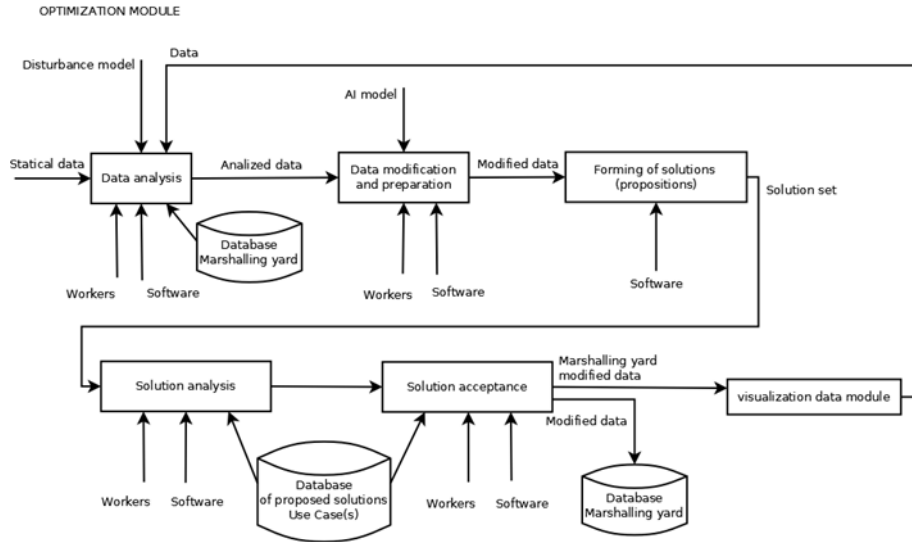 OPTIMIZATION MODULE
Disturbance model
Data
AI model
Statical data
Data analysis
Analized data
Data modification
and preparation
Modified data
Forming of solutions
(propositions)
Solution set
Database
Marshalling yard
Workers
Software
Workers
Software
Software
Solution analysis
Solution acceptance
Marshalling yard
modified data
visualization data module
Modified data
Workers
Software
Database
of proposed solutions
Use Case(s)
Workers
Software
Database
Marshalling yard